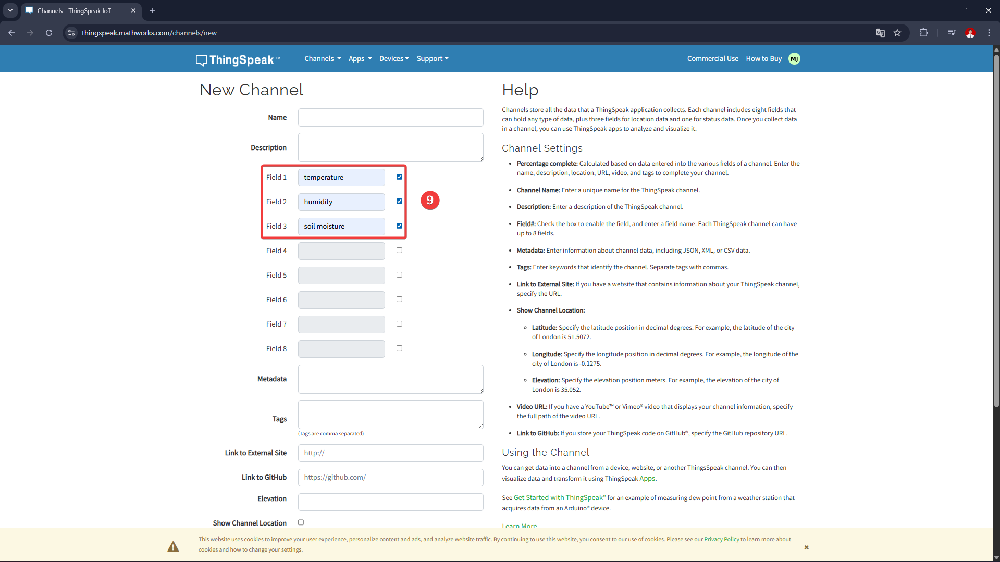 Channels - ThingSpeak IoT
thingspeak.mathworks.com/channels/new
ThingSpeak™
Channels
Apps
Devices
Support
Commercial Use
How to Buy
MJ
New Channel
Name
Description
Field 1
temperature
Field 2
humidity
9
Field 3
soil moisture
Field 4
Field 5
Field 6
Field 7
Field 8
Metadata
Tags
(Tags are comma separated)
Link to External Site
http://
Link to GitHub
https://github.com/
Elevation
Show Channel Location
Help
Channels store all the data that a ThingSpeak application collects. Each channel includes eight fields that
can hold any type of data, plus three fields for location data and one for status data. Once you collect data
in a channel, you can use ThingSpeak apps to analyze and visualize it.
Channel Settings
• Percentage complete: Calculated based on data entered into the various fields of a channel. Enter the
name, description, location, URL, video, and tags to complete your channel.
• Channel Name: Enter a unique name for the ThingSpeak channel.
• Description: Enter a description of the ThingSpeak channel.
• Field#: Check the box to enable the field, and enter a field name. Each ThingSpeak channel can have
up to 8 fields.
• Metadata: Enter information about channel data, including JSON, XML, or CSV data.
• Tags: Enter keywords that identify the channel. Separate tags with commas.
• Link to External Site: If you have a website that contains information about your ThingSpeak channel,
specify the URL.
• Show Channel Location:
◦ Latitude: Specify the latitude position in decimal degrees. For example, the latitude of the city
of London is 51.5072.
◦ Longitude: Specify the longitude position in decimal degrees. For example, the longitude of the
city of London is -0.1275.
◦ Elevation: Specify the elevation position meters. For example, the elevation of the city of
London is 35.052.
• Video URL: If you have a YouTube™ or Vimeo® video that displays your channel information, specify
the full path of the video URL.
• Link to GitHub: If you store your ThingSpeak code on GitHub®, specify the GitHub repository URL.
Using the Channel
You can get data into a channel from a device, website, or another ThingsSpeak channel. You can then
visualize data and transform it using ThingSpeak Apps.
See Get Started with ThingSpeak" for an example of measuring dew point from a weather station that
acquires data from an Arduino® device.
Learn More
This website uses cookies to improve your user experience, personalize content and ads, and analyze website traffic. By continuing to use this website, you consent to our use of cookies. Please see our Privacy Policy to learn more about
cookies and how to change your settings.